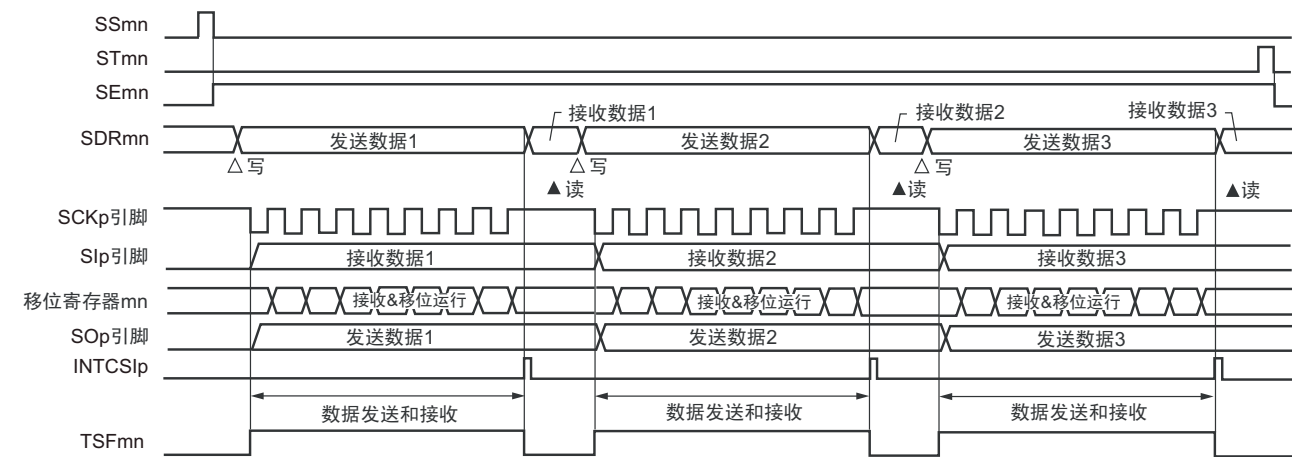 SSmn
STmn
SEmn
接收数据1 接收数据2 接收数据3
SDRmn 发送数据1 发送数据2 发送数据3
△写 △写 △写
▲读 ▲读 ▲读
SCKp引脚
SIp引脚 接收数据1 接收数据2 接收数据3
移位寄存器mn 接收&移位运行 接收&移位运行 接收&移位运行
SOp引脚 发送数据1 发送数据2 发送数据3
INTCSIp
数据发送和接收 数据发送和接收 数据发送和接收
TSFmn